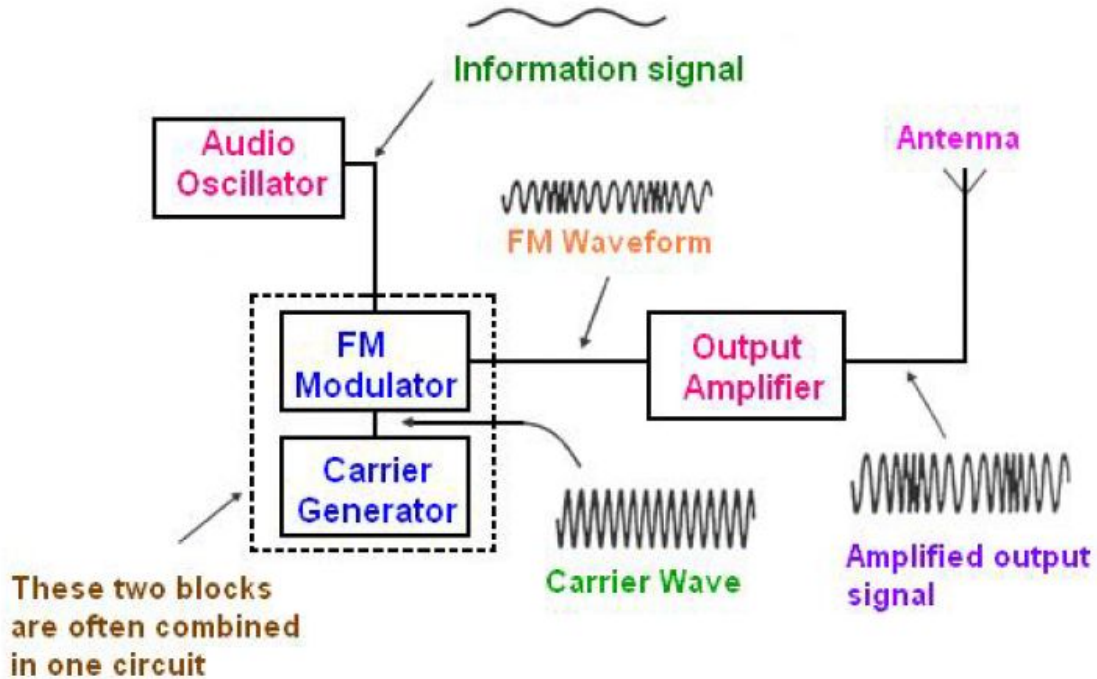 Information signal
Audio
Oscillator
Antenna
FM Waveform
FM
Modulator
Output
Amplifier
Carrier
Generator
Carrier Wave
Amplified output
signal
These two blocks
are often combined
in one circuit